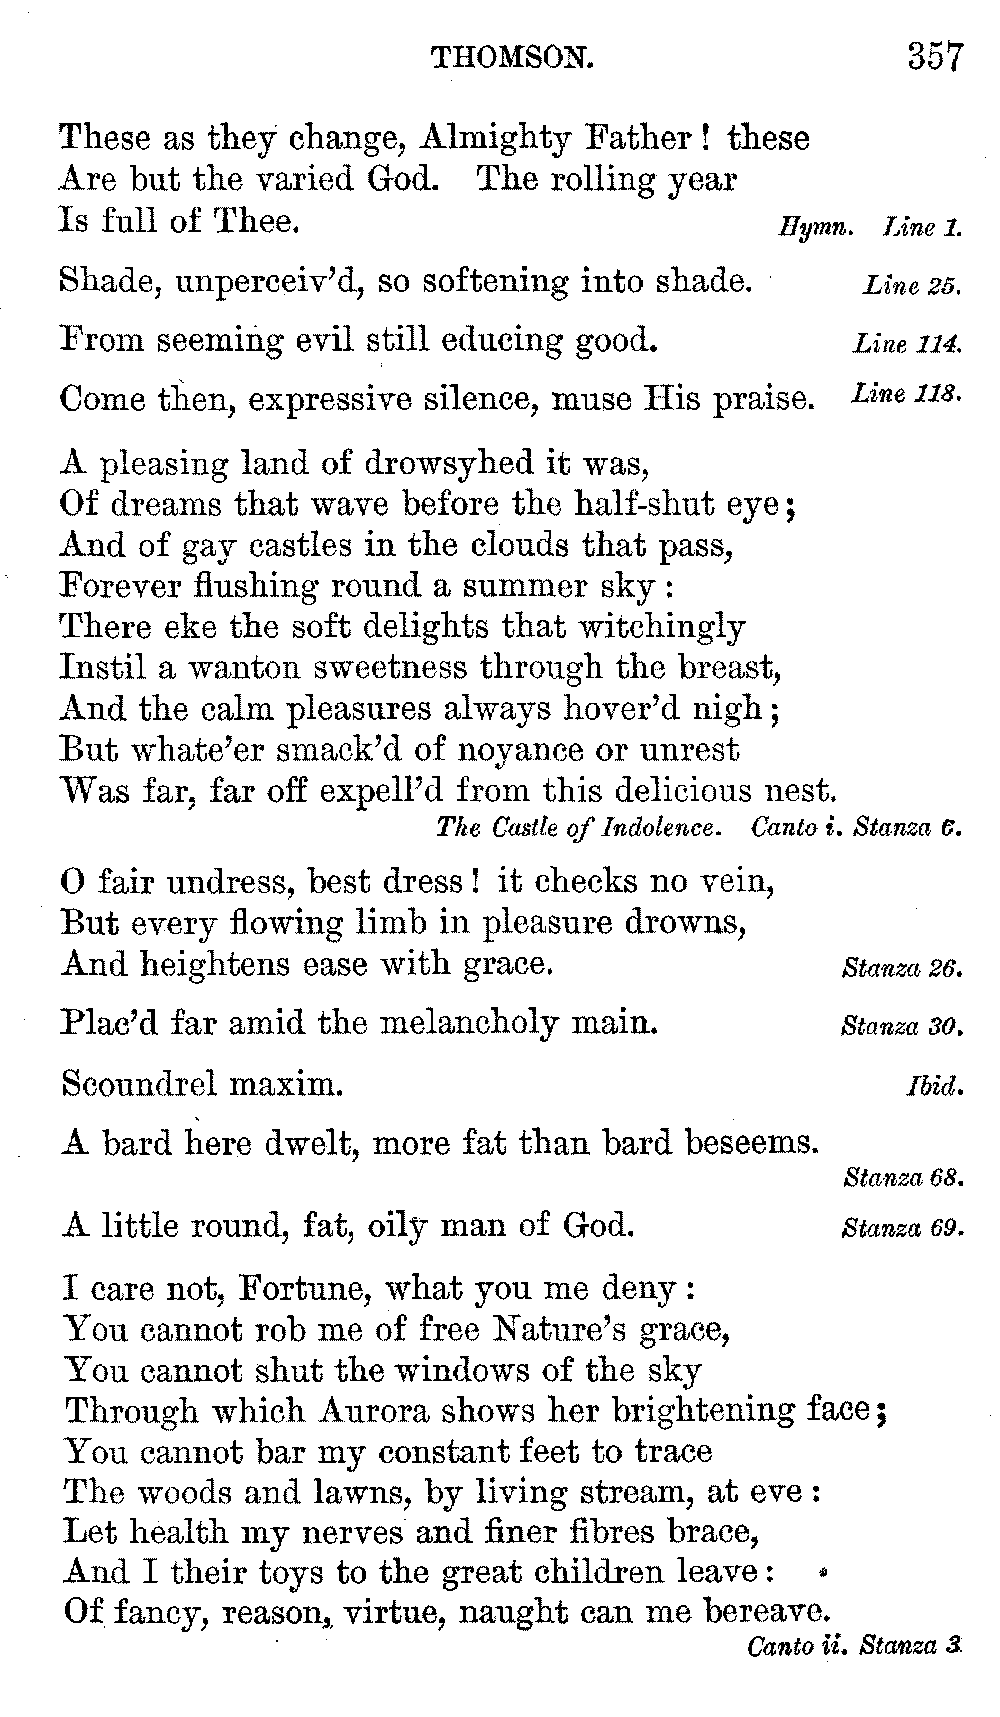 THOMSON. 357
These as they change, Almighty Father! these
Are but the varied God. The rolling year
Is full of Thee. Hymn. Line 1.
Shade, unperceiv'd, so softening into shade. Line 25.
From seeming evil still educing good. Line 114.
Come then, expressive silence, muse His praise. Line 118.
A pleasing land of drowsyhed it was,
Of dreams that wave before the half-shut eye;
And of gay castles in the clouds that pass,
Forever flushing round a summer sky:
There eke the soft delights that witchingly
Instil a wanton sweetness through the breast,
And the calm pleasures always hover'd nigh;
But whate'er smack'd of noyance or unrest
Was far, far off expell'd from this delicious nest.
The Castle of Indolence. Canto i. Stanza 6.
O fair undress, best dress! it checks no vein,
But every flowing limb in pleasure drowns,
And heightens ease with grace. Stanza 26.
Plac'd far amid the melancholy main. Stanza 30.
Scoundrel maxim. Ibid.
A bard here dwelt, more fat than bard beseems.
Stanza 68.
A little round, fat, oily man of God. Stanza 69.
I care not, Fortune, what you me deny:
You cannot rob me of free Nature's grace,
You cannot shut the windows of the sky
Through which Aurora shows her brightening face;
You cannot bar my constant feet to trace
The woods and lawns, by living stream, at eve:
Let health my nerves and finer fibres brace,
And I their toys to the great children leave:
Of fancy, reason, virtue, naught can me bereave.
Canto ii. Stanza 3.